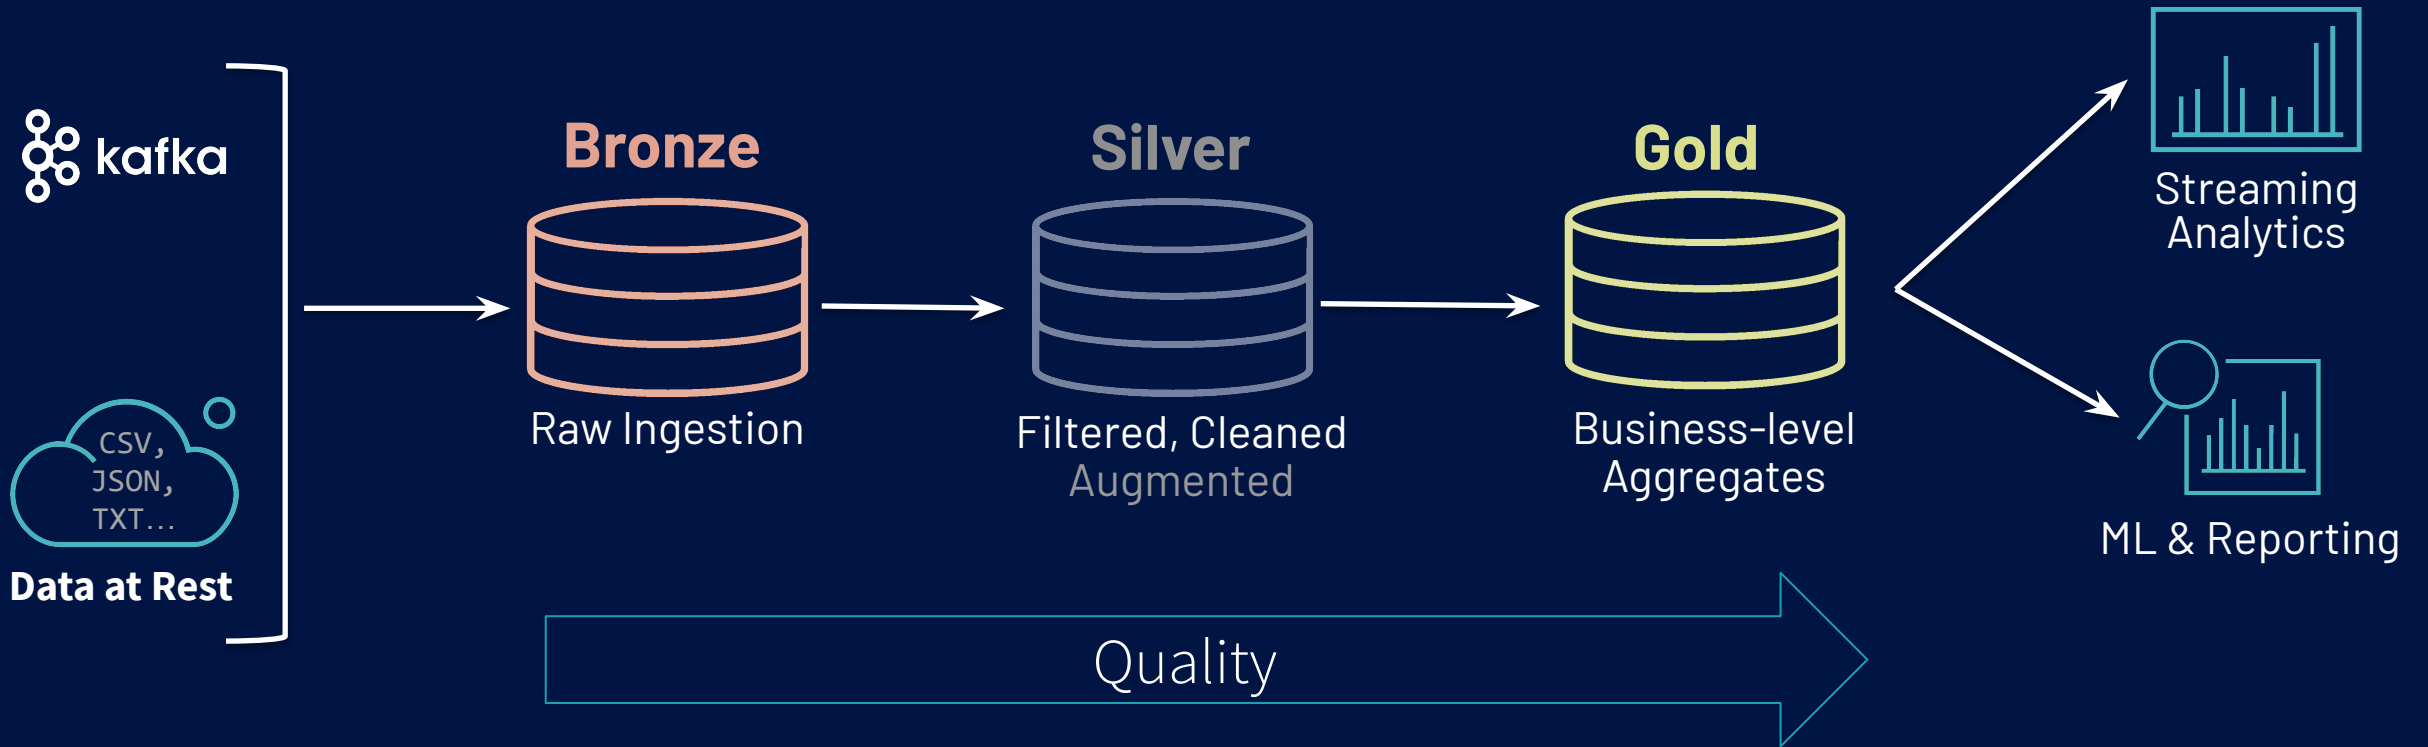 kafka
CSV,
JSON,
TXT...
Data at Rest
Bronze
Raw Ingestion
Silver
Filtered, Cleaned
Augmented
Gold
Business-level
Aggregates
Streaming
Analytics
ML & Reporting
Quality